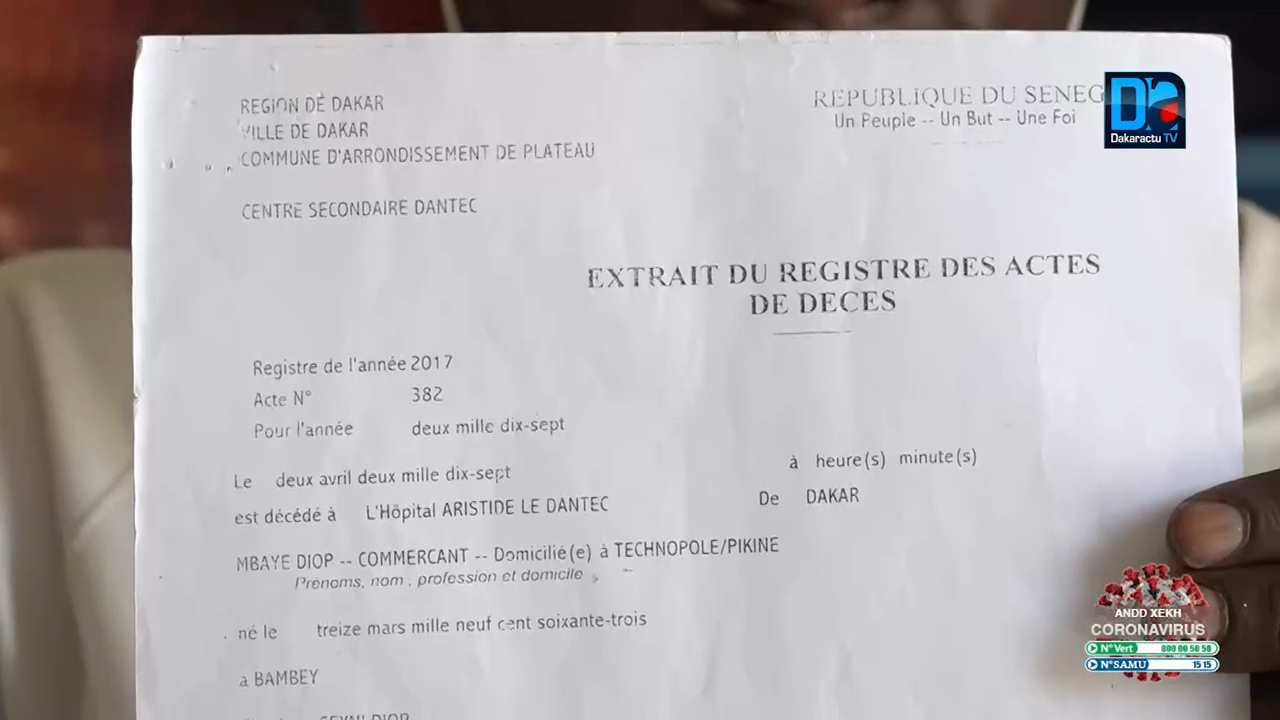 REGION DE DAKAR
VILLE DE DAKAR
COMMUNE D'ARRONDISSEMENT DE PLATEAU
CENTRE SECONDAIRE DANTEC
REPUBLIQUE DU SENEG
Un Peuple -- Un But -- Une Foi
Dakaractu TV
EXTRAIT DU REGISTRE DES ACTES
DE DECES
Registre de l'année 2017
Acte N° 382
Pour l'année deux mille dix-sept
Le deux avril deux mille dix-sept à heure(s) minute(s)
est décédé à L'Hôpital ARISTIDE LE DANTEC De DAKAR
MBAYE DIOP -- COMMERCANT -- Domicilié(e) à TECHNOPOLE/PIKINE
Prénoms, nom, profession et domicile
né le treize mars mille neuf cent soixante-trois
à BAMBEY
ANDD XEKH
CORONAVIRUS
N° Vert 800 00 50 50
N° SAMU 15 15